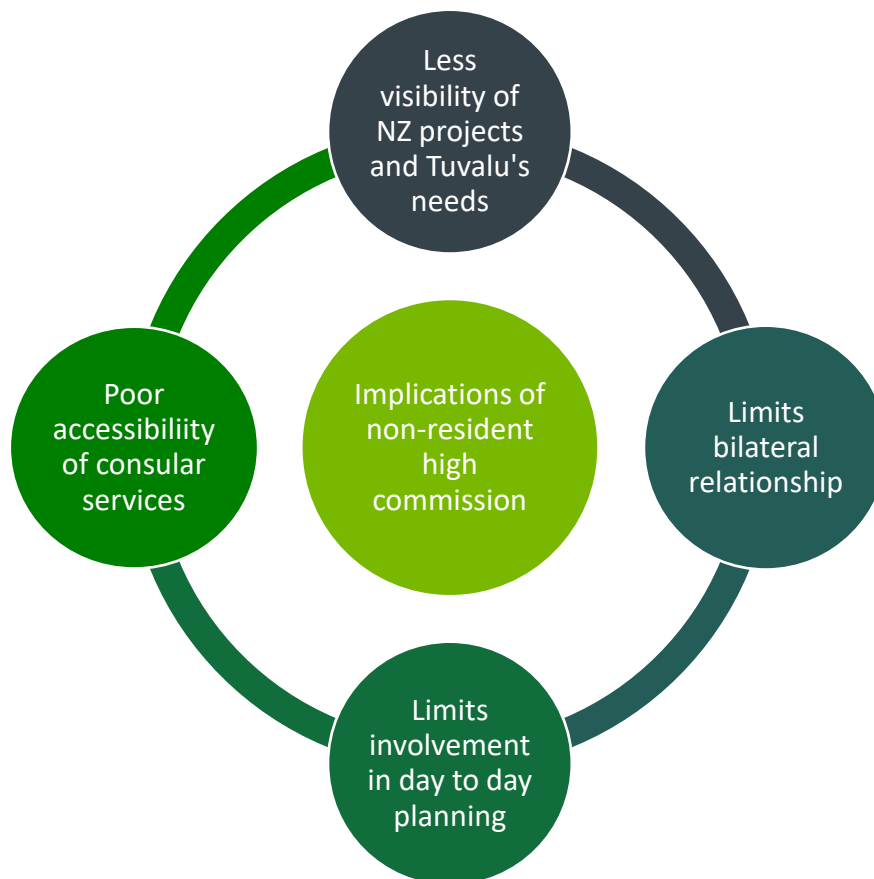 Less
visibility of
NZ projects
and Tuvalu's
needs
Poor
accessibiliity
of consular
services
Implications of
non-resident
high
commission
Limits
bilateral
relationship
Limits
involvement
in day to day
planning